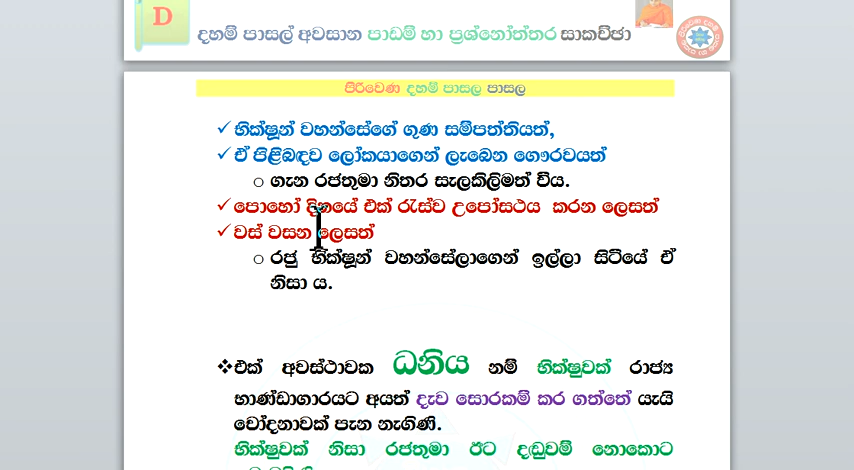 D
දහම් පාසල් අවසාන පාඩම් හා ප්‍රශ්නෝත්තර සාකච්ඡා
පිරිවෙණ දහම් පාසල පාසල
✓ භික්ෂූන් වහන්සේගේ ගුණ සම්පත්තියත්,
✓ ඒ පිළිබඳව ලෝකයාගෙන් ලැබෙන ගෞරවයත්
o ගැන රජතුමා නිතර සැලකිලිමත් විය.
✓ පොහෝ දිනයේ එක් රැස්ව උපෝසථය කරන ලෙසත්
✓ වස් වසන ලෙසත්
o රජු භික්ෂූන් වහන්සේලාගෙන් ඉල්ලා සිටියේ ඒ
නිසා ය.
❖ එක් අවස්ථාවක ධනිය නම් භික්ෂුවක් රාජ්‍ය
භාණ්ඩාගාරයට අයත් දැව සොරකම් කර ගත්තේ යැයි
චෝදනාවක් පැන නැගිණි.
භික්ෂුවක් නිසා රජතුමා ඊට දඬුවම් නොකොට